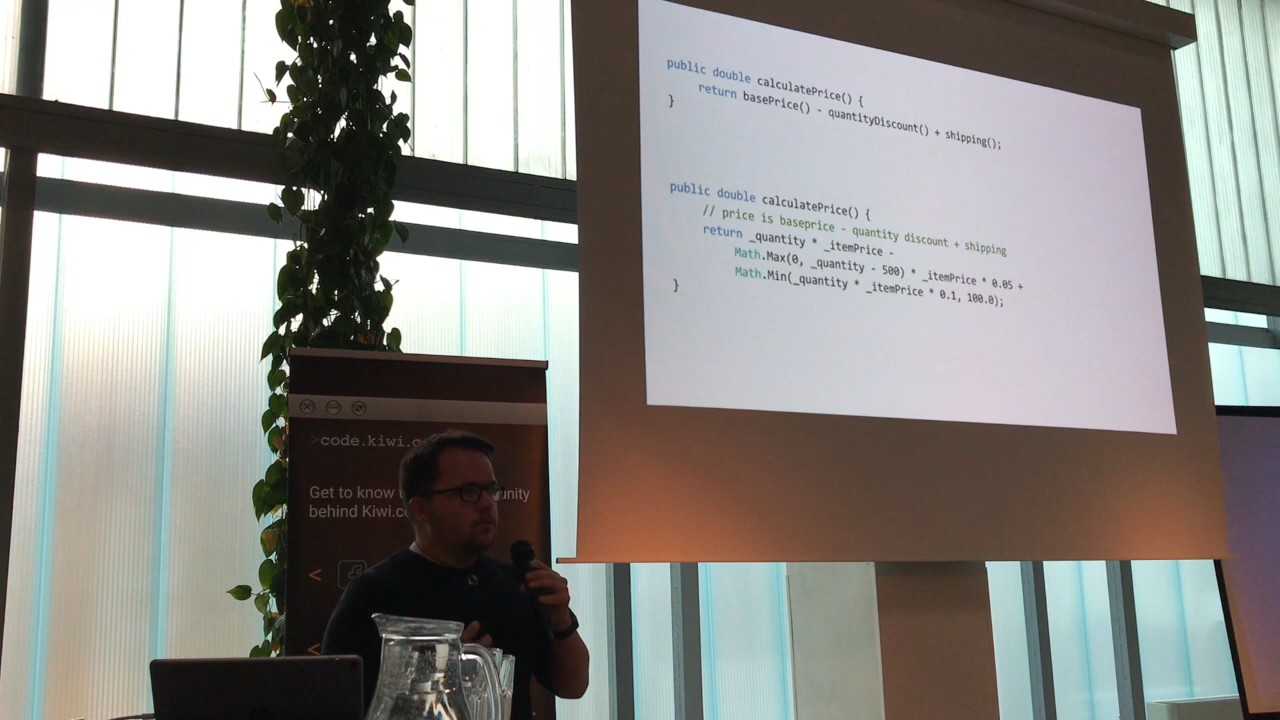 public double calculatePrice() {
return basePrice() - quantityDiscount() + shipping();
}
public double calculatePrice() {
// price is baseprice - quantity discount + shipping
return _quantity * _itemPrice -
Math.Max(0, _quantity - 500) * _itemPrice * 0.05 +
Math.Min(_quantity * _itemPrice * 0.1, 100.0);
}
>code.kiwi.c
Get to know
behind Kiwi.c
<
<